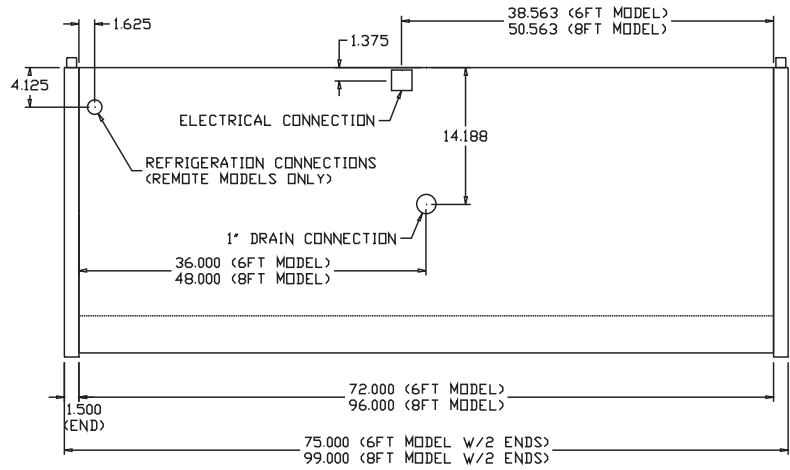 38.563 (6FT MODEL)
50.563 (8FT MODEL)
1.625
1.375
4.125
ELECTRICAL CONNECTION
14.188
REFRIGERATION CONNECTIONS
(REMOTE MODELS ONLY)
1" DRAIN CONNECTION
36.000 (6FT MODEL)
48.000 (8FT MODEL)
72.000 (6FT MODEL)
96.000 (8FT MODEL)
1.500
(END)
75.000 (6FT MODEL W/2 ENDS)
99.000 (8FT MODEL W/2 ENDS)